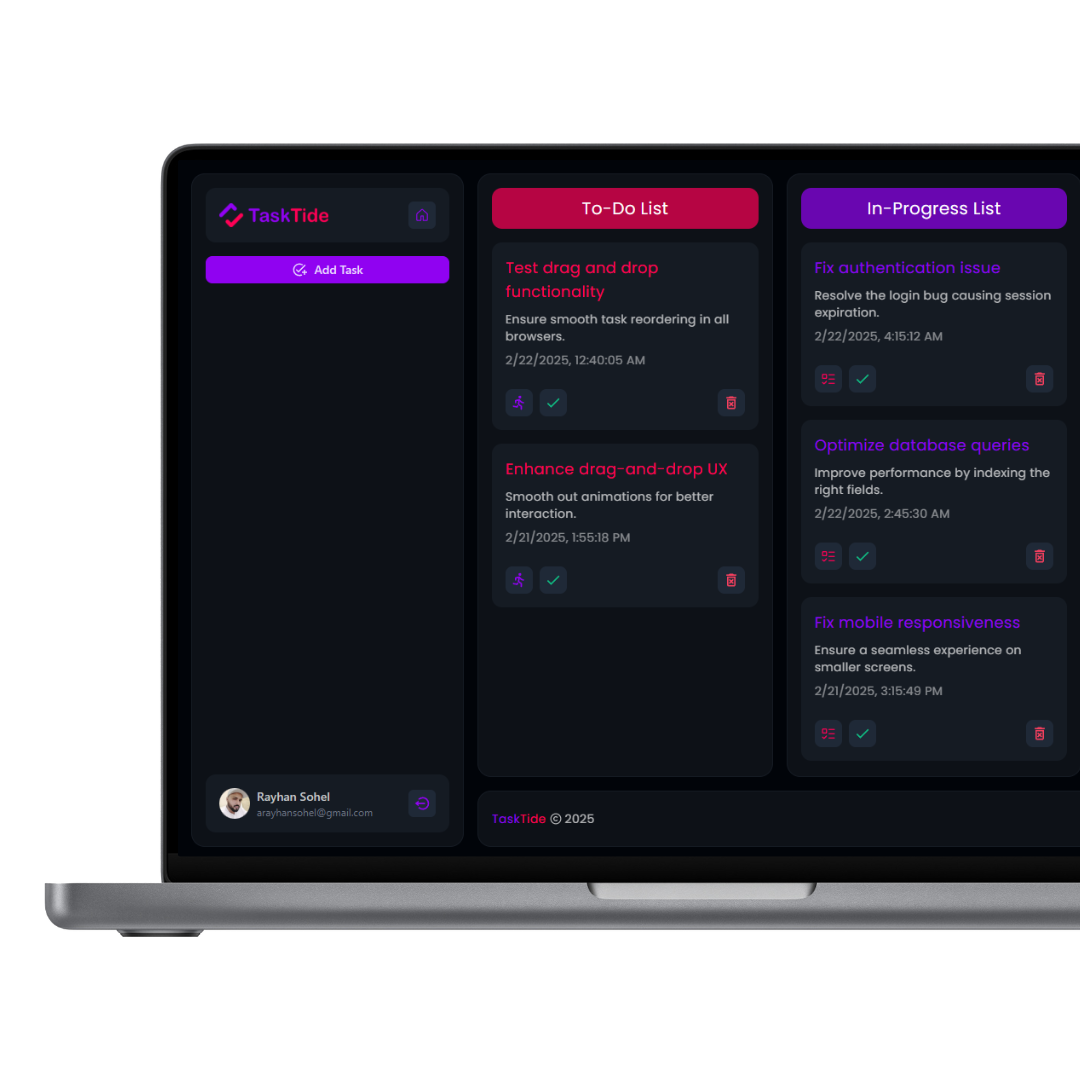 TaskTide
Add Task
Rayhan Sohel
arayhansohel@gmail.com
To-Do List
Test drag and drop
functionality
Ensure smooth task reordering in all
browsers.
2/22/2025, 12:40:05 AM
Enhance drag-and-drop UX
Smooth out animations for better
interaction.
2/21/2025, 1:55:18 PM
In-Progress List
Fix authentication issue
Resolve the login bug causing session
expiration.
2/22/2025, 4:15:12 AM
Optimize database queries
Improve performance by indexing the
right fields.
2/22/2025, 2:45:30 AM
Fix mobile responsiveness
Ensure a seamless experience on
smaller screens.
2/21/2025, 3:15:49 PM
TaskTide © 2025